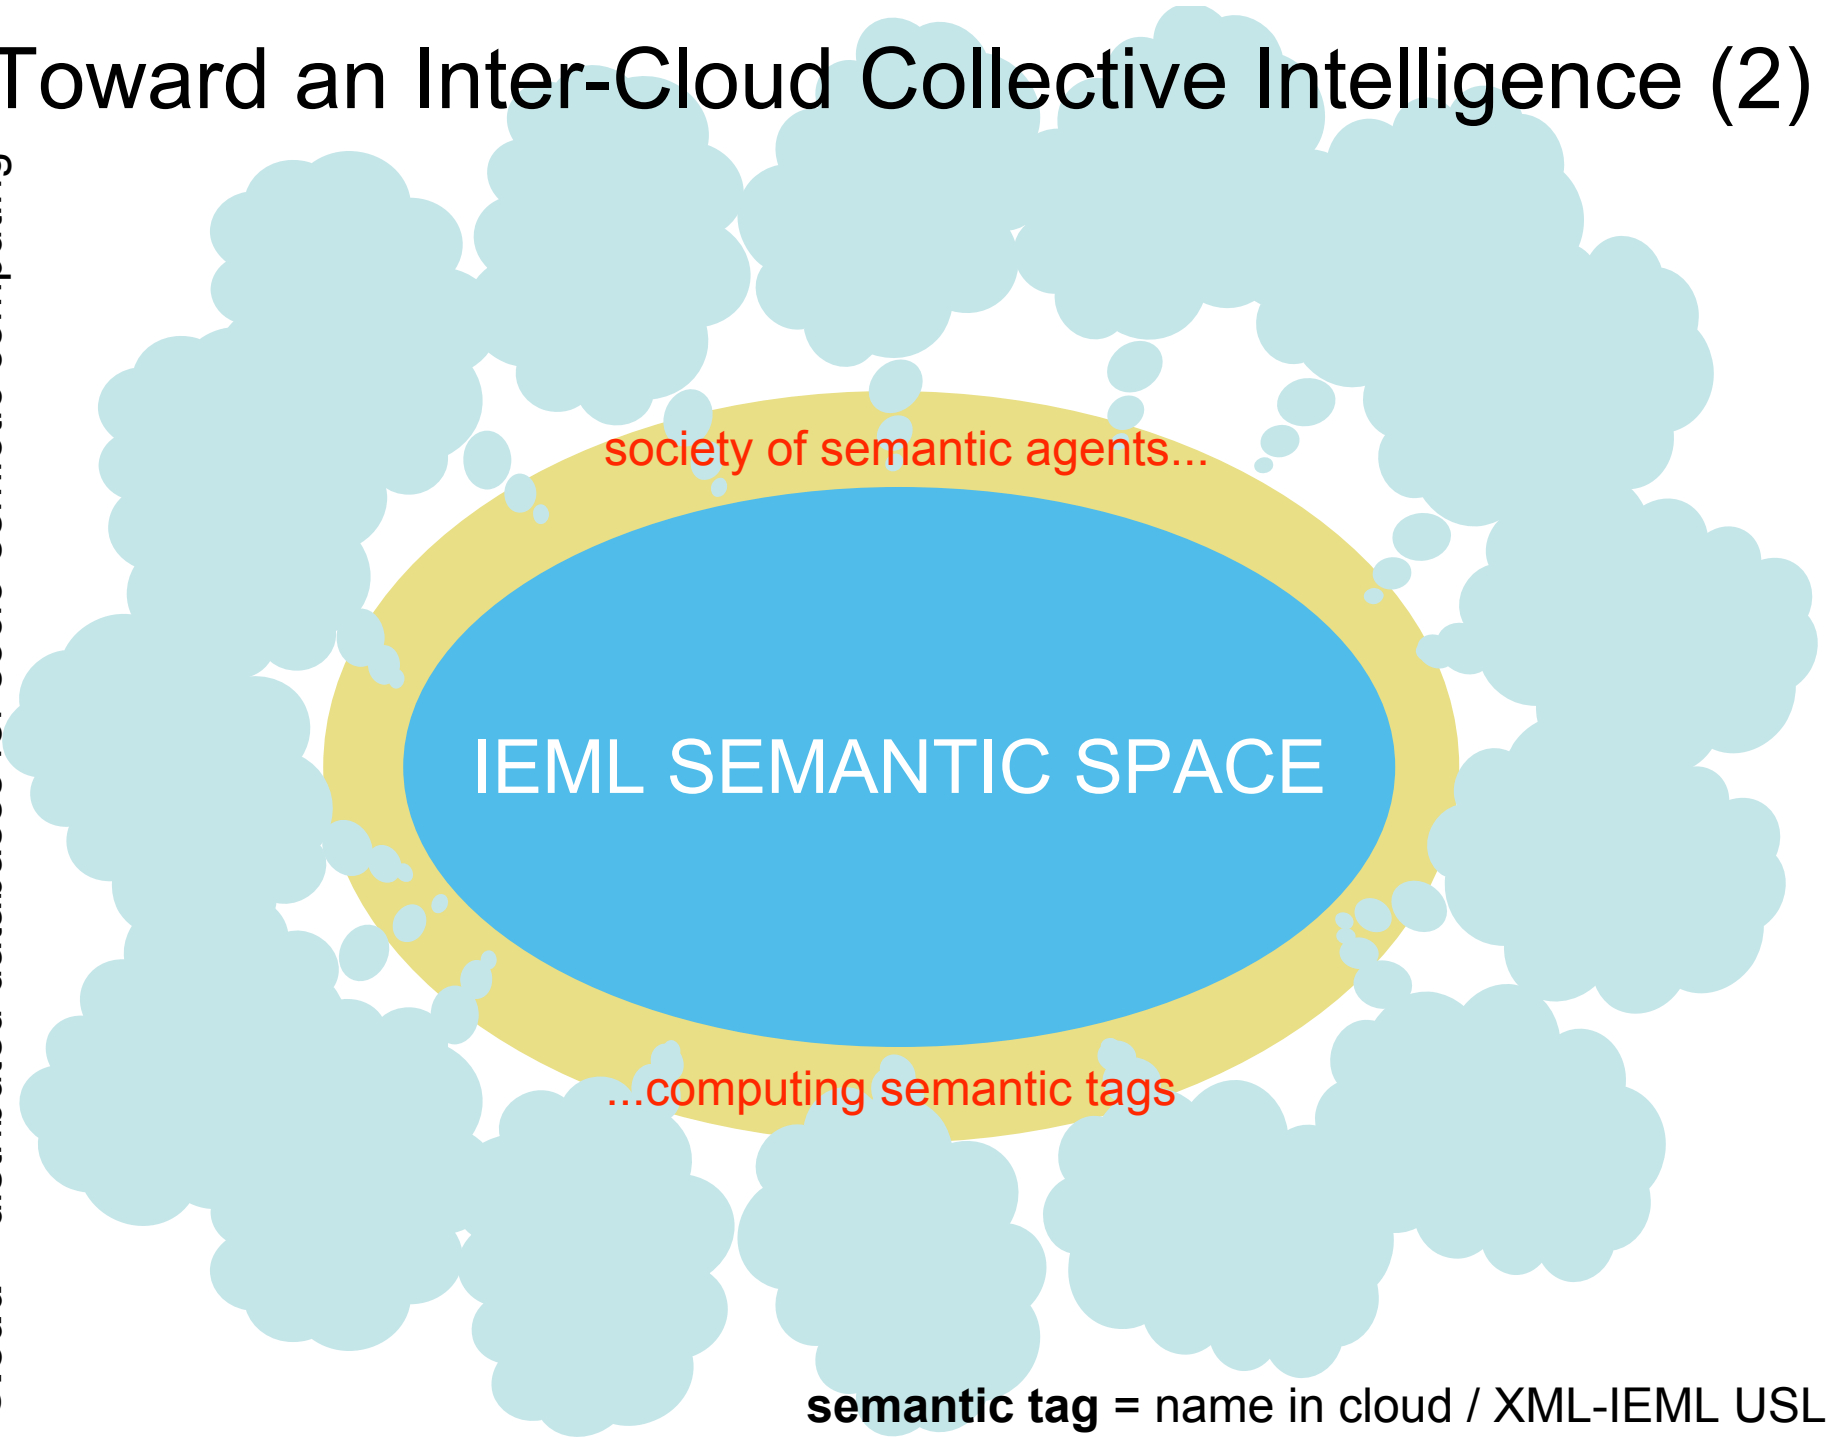 Toward an Inter-Cloud Collective Intelligence (2)
society of semantic agents...
IEML SEMANTIC SPACE
...computing semantic tags
semantic tag = name in cloud / XML-IEML USL